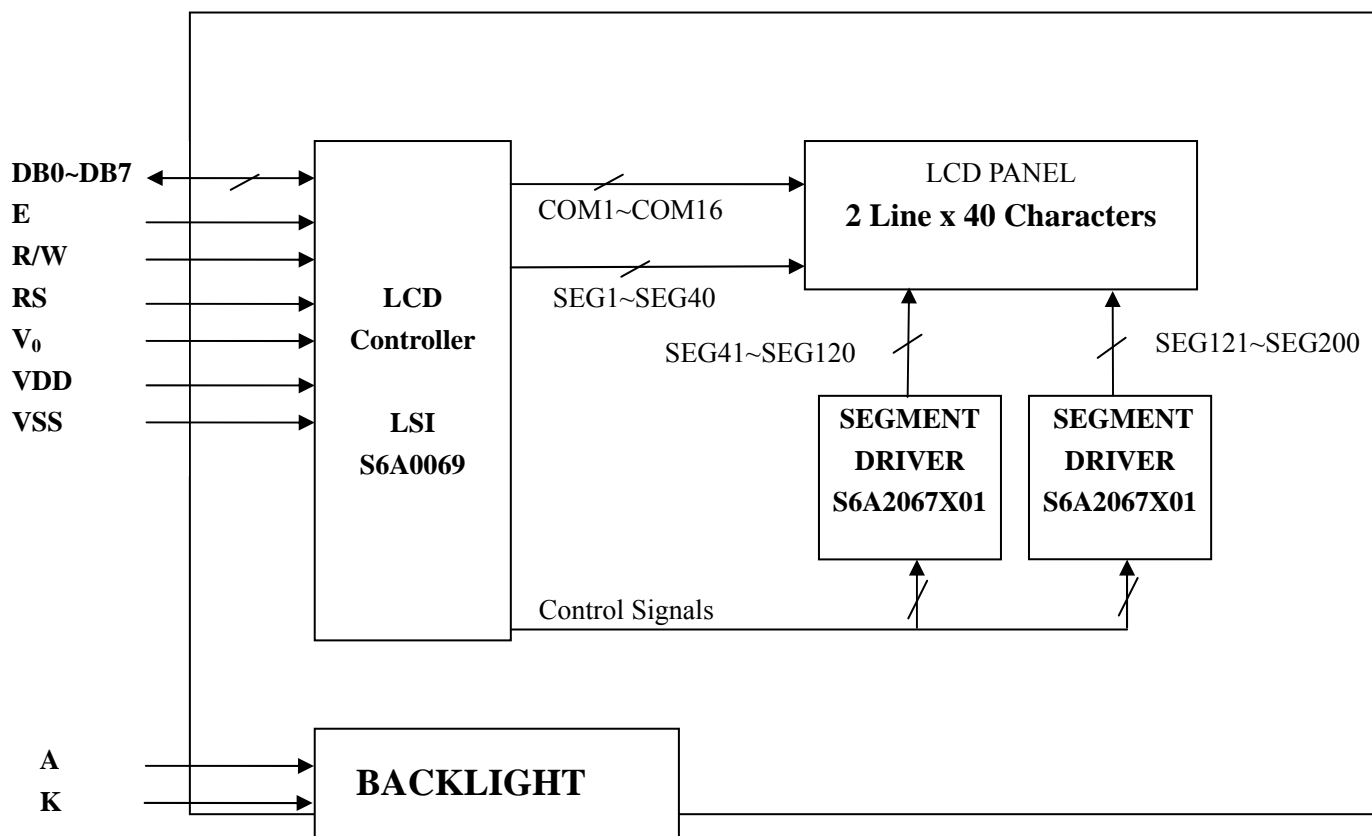 DB0~DB7
E
R/W
RS
V₀
VDD
VSS
LCD
Controller
LSI
S6A0069
COM1~COM16
SEG1~SEG40
LCD PANEL
2 Line x 40 Characters
SEG41~SEG120
SEG121~SEG200
SEGMENT
DRIVER
S6A2067X01
SEGMENT
DRIVER
S6A2067X01
Control Signals
A
K
BACKLIGHT